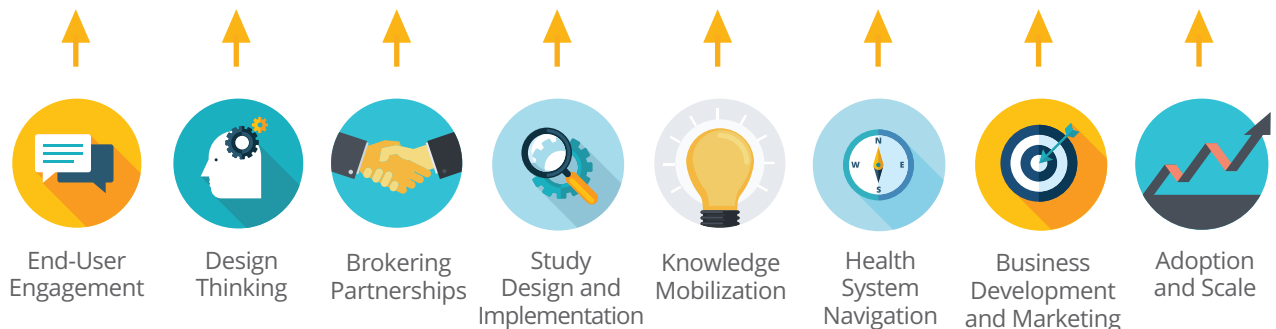 N
W
E
S
End-User
Engagement
Design
Thinking
Brokering
Partnerships
Study
Design and
Implementation
Knowledge
Mobilization
Health
System
Navigation
Business
Development
and Marketing
Adoption
and Scale